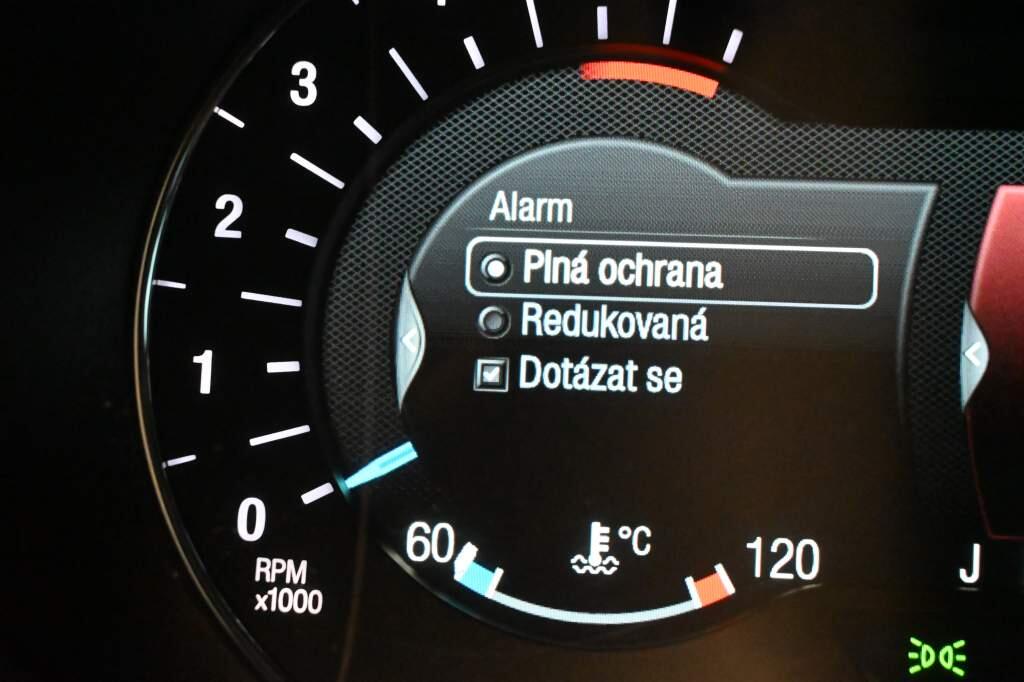 3
2
1
0
RPM
x1000
Alarm
Plná ochrana
Redukovaná
Dotázat se
60
°C
120
J